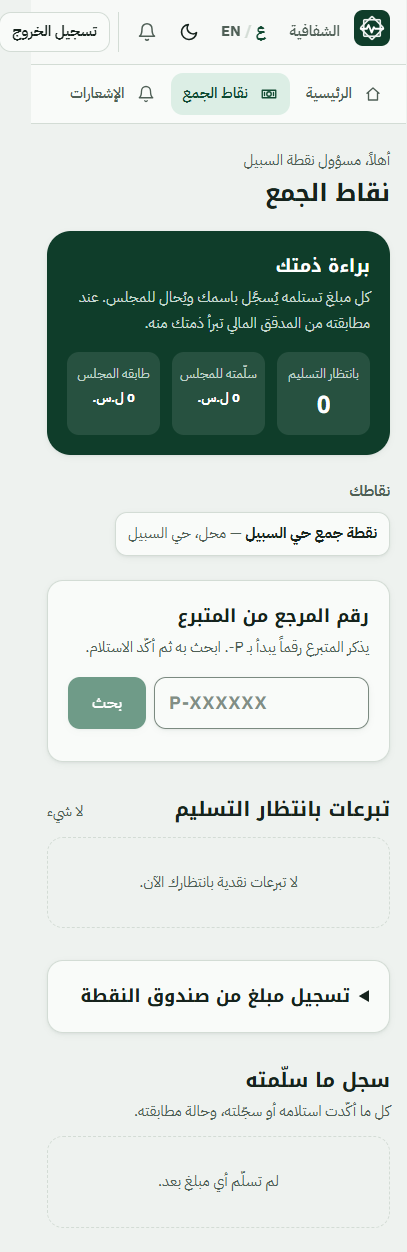 الشفافية
ع / EN
تسجيل الخروج
الرئيسية
نقاط الجمع
الإشعارات
أهلاً، مسؤول نقطة السبيل
نقاط الجمع
براءة ذمتك
كل مبلغ تستلمه يُسجَّل باسمك ويُحال للمجلس. عند
مطابقته من المدقق المالي تبرأ ذمتك منه.
بانتظار التسليم
0
سلّمته للمجلس
0 ل.س.
طابقه المجلس
0 ل.س.
نقاطك
نقطة جمع حي السبيل — محل، حي السبيل
رقم المرجع من المتبرع
يذكر المتبرع رقماً يبدأ بـ P-. ابحث به ثم أكّد الاستلام.
P-XXXXXX
بحث
تبرعات بانتظار التسليم
لا شيء
لا تبرعات نقدية بانتظارك الآن.
تسجيل مبلغ من صندوق النقطة
سجل ما سلّمته
كل ما أكّدت استلامه أو سجّلته، وحالة مطابقته.
لم تسلّم أي مبلغ بعد.